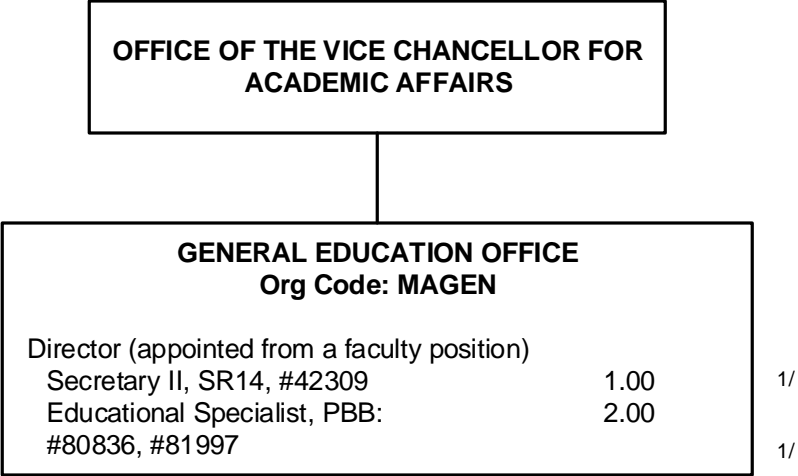 OFFICE OF THE VICE CHANCELLOR FOR
ACADEMIC AFFAIRS
GENERAL EDUCATION OFFICE
Org Code: MAGEN
Director (appointed from a faculty position)
Secretary II, SR14, #42309 1.00 1/
Educational Specialist, PBB: 2.00
#80836, #81997 1/